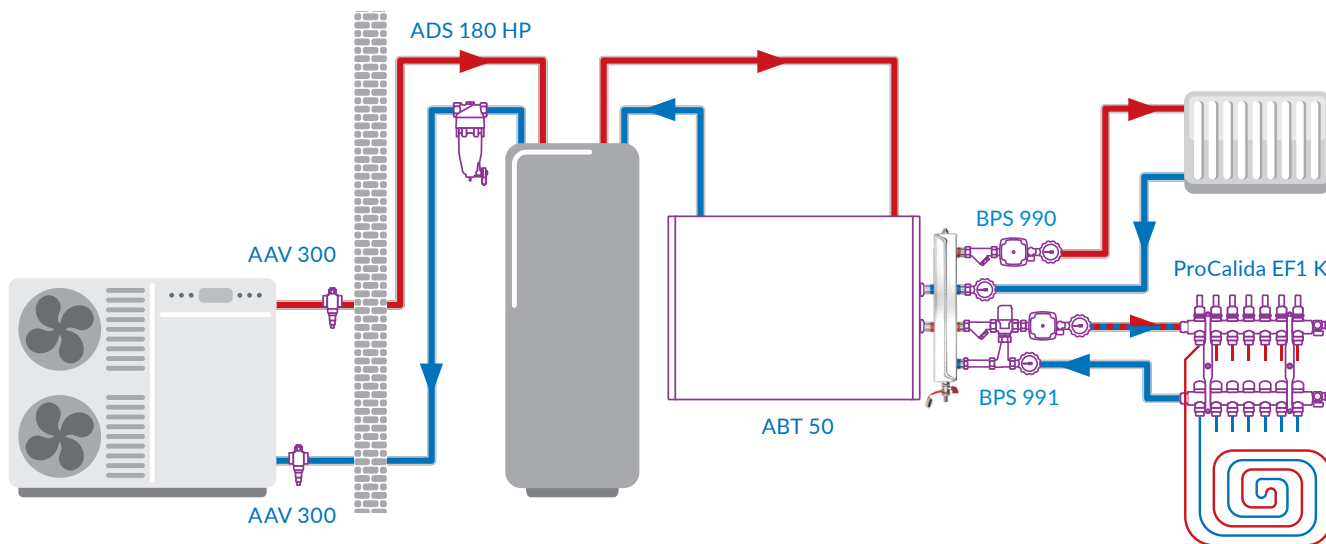 ADS 180 HP
AAV 300
BPS 990
ProCalida EF1 K
BPS 991
ABT 50
AAV 300